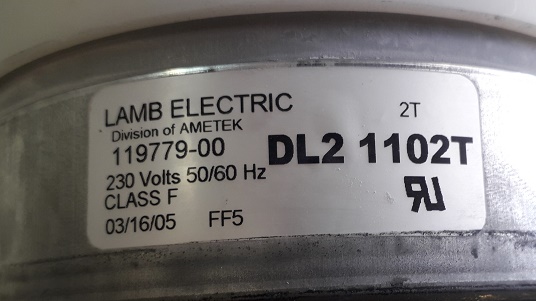 LAMB ELECTRIC
2T
Division of AMETEK
119779-00 DL2 1102T
230 Volts 50/60 Hz
CLASS F
03/16/05 FF5